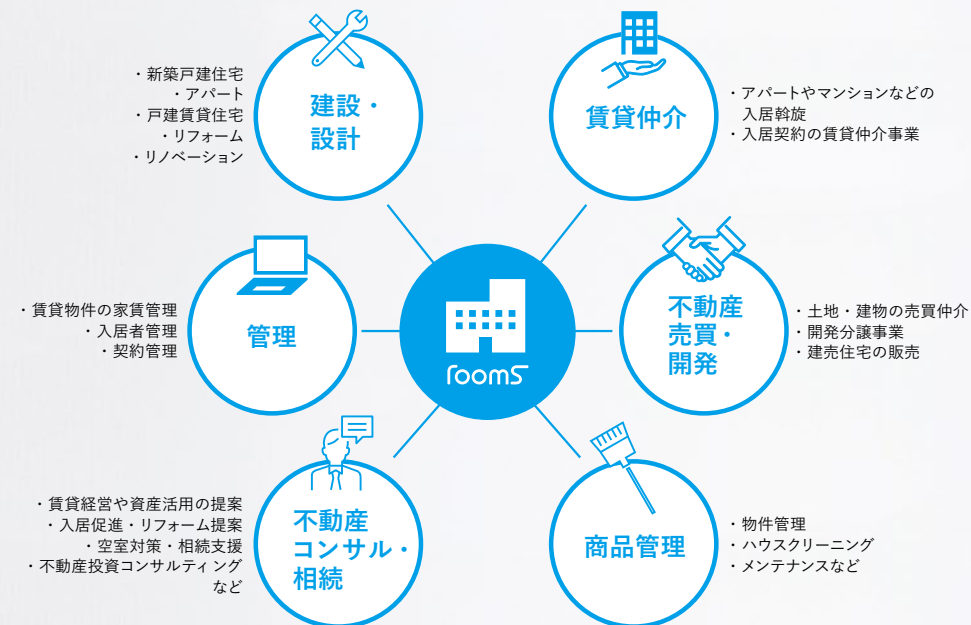 ・新築戸建住宅
・アパート
・戸建賃貸住宅
・リフォーム
・リノベーション
建設・
設計
賃貸仲介
・アパートやマンションなどの
入居斡旋
・入居契約の賃貸仲介事業
・賃貸物件の家賃管理
・入居者管理
・契約管理
管理
rooms
不動産
売買・
開発
・土地・建物の売買仲介
・開発分譲事業
・建売住宅の販売
・賃貸経営や資産活用の提案
・入居促進・リフォーム提案
・空室対策・相続支援
・不動産投資コンサルティング
など
不動産
コンサル・
相続
商品管理
・物件管理
・ハウスクリーニング
・メンテナンスなど